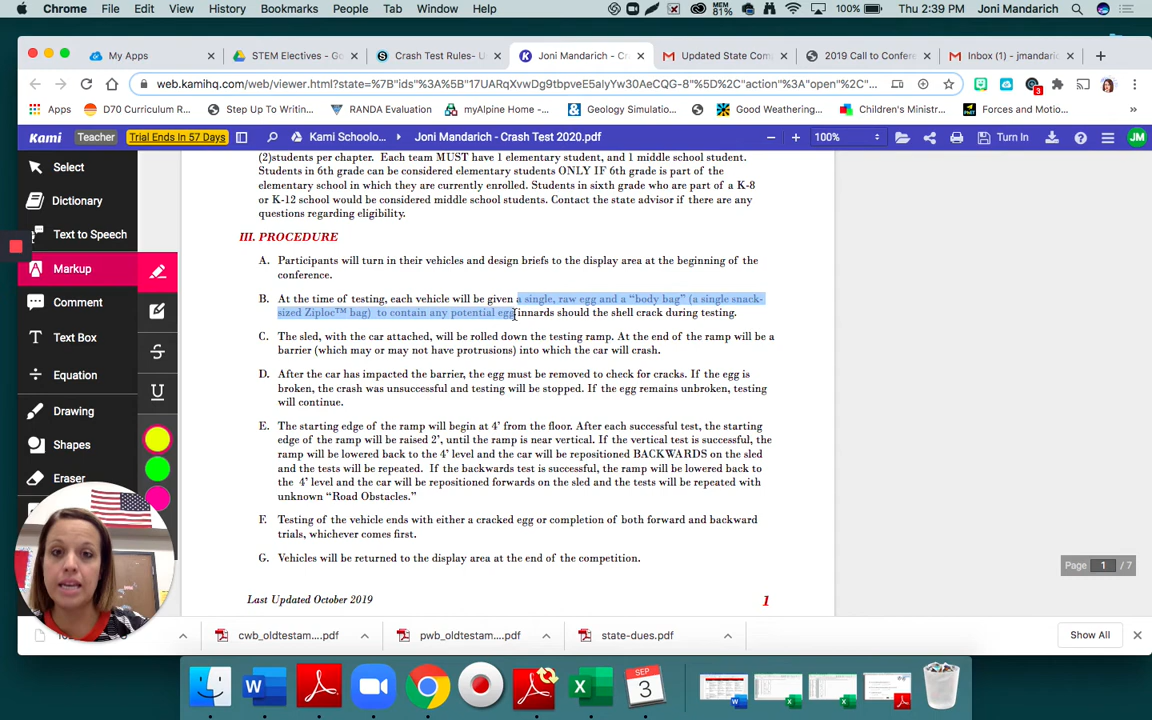 Chrome File Edit View History Bookmarks People Tab Window Help MEM 81% 100% Thu 2:39 PM Joni Mandarich
My Apps STEM Electives - Go Crash Test Rules- U Joni Mandarich - Cr Updated State Com 2019 Call to Confere Inbox (1) - jmandaric
web.kamihq.com/web/viewer.html?state=%7B"ids"%3A%5B"17UARqXvwDg9tbpveE5alyYw30AeCQG-8"%5D%2C"action"%3A"open"%2C"...
Apps D70 Curriculum R... Step Up To Writing... RANDA Evaluation myAlpine Home -... Geology Simulatio... Good Weathering... Children's Ministr... Forces and Motio... »
Kami Teacher Trial Ends In 57 Days Kami Schoolo... Joni Mandarich - Crash Test 2020.pdf 100% Turn In JM
Select
Dictionary
Text to Speech
Markup
Comment
Text Box
Equation
Drawing
Shapes
Eraser
(2)students per chapter. Each team MUST have 1 elementary student, and 1 middle school student.
Students in 6th grade can be considered elementary students ONLY IF 6th grade is part of the
elementary school in which they are currently enrolled. Students in sixth grade who are part of a K-8
or K-12 school would be considered middle school students. Contact the state advisor if there are any
questions regarding eligibility.
III. PROCEDURE
A. Participants will turn in their vehicles and design briefs to the display area at the beginning of the
conference.
B. At the time of testing, each vehicle will be given a single, raw egg and a “body bag” (a single snack-
sized Ziploc™ bag) to contain any potential egg innards should the shell crack during testing.
C. The sled, with the car attached, will be rolled down the testing ramp. At the end of the ramp will be a
barrier (which may or may not have protrusions) into which the car will crash.
D. After the car has impacted the barrier, the egg must be removed to check for cracks. If the egg is
broken, the crash was unsuccessful and testing will be stopped. If the egg remains unbroken, testing
will continue.
E. The starting edge of the ramp will begin at 4’ from the floor. After each successful test, the starting
edge of the ramp will be raised 2’, until the ramp is near vertical. If the vertical test is successful, the
ramp will be lowered back to the 4’ level and the car will be repositioned BACKWARDS on the sled
and the tests will be repeated. If the backwards test is successful, the ramp will be lowered back to
the 4’ level and the car will be repositioned forwards on the sled and the tests will be repeated with
unknown “Road Obstacles.”
F. Testing of the vehicle ends with either a cracked egg or completion of both forward and backward
trials, whichever comes first.
G. Vehicles will be returned to the display area at the end of the competition.
Page 1 / 7
Last Updated October 2019 1
cwb_oldtestam....pdf pwb_oldtestam....pdf state-dues.pdf Show All
SEP
3